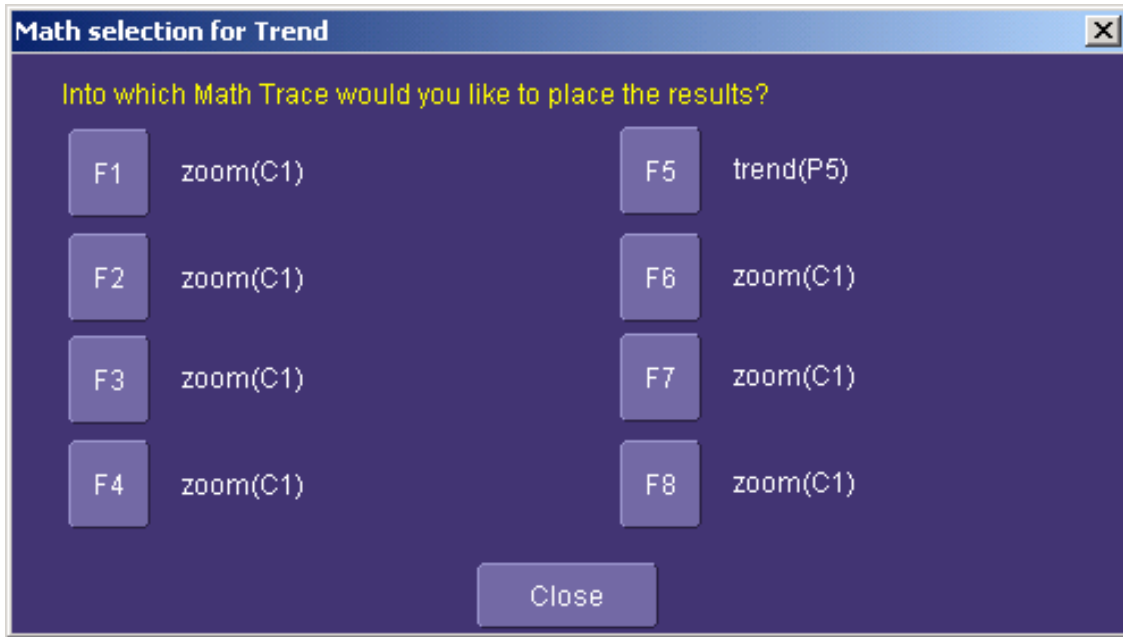 Math selection for Trend
Into which Math Trace would you like to place the results?
F1 zoom(C1)
F5 trend(P5)
F2 zoom(C1)
F6 zoom(C1)
F3 zoom(C1)
F7 zoom(C1)
F4 zoom(C1)
F8 zoom(C1)
Close